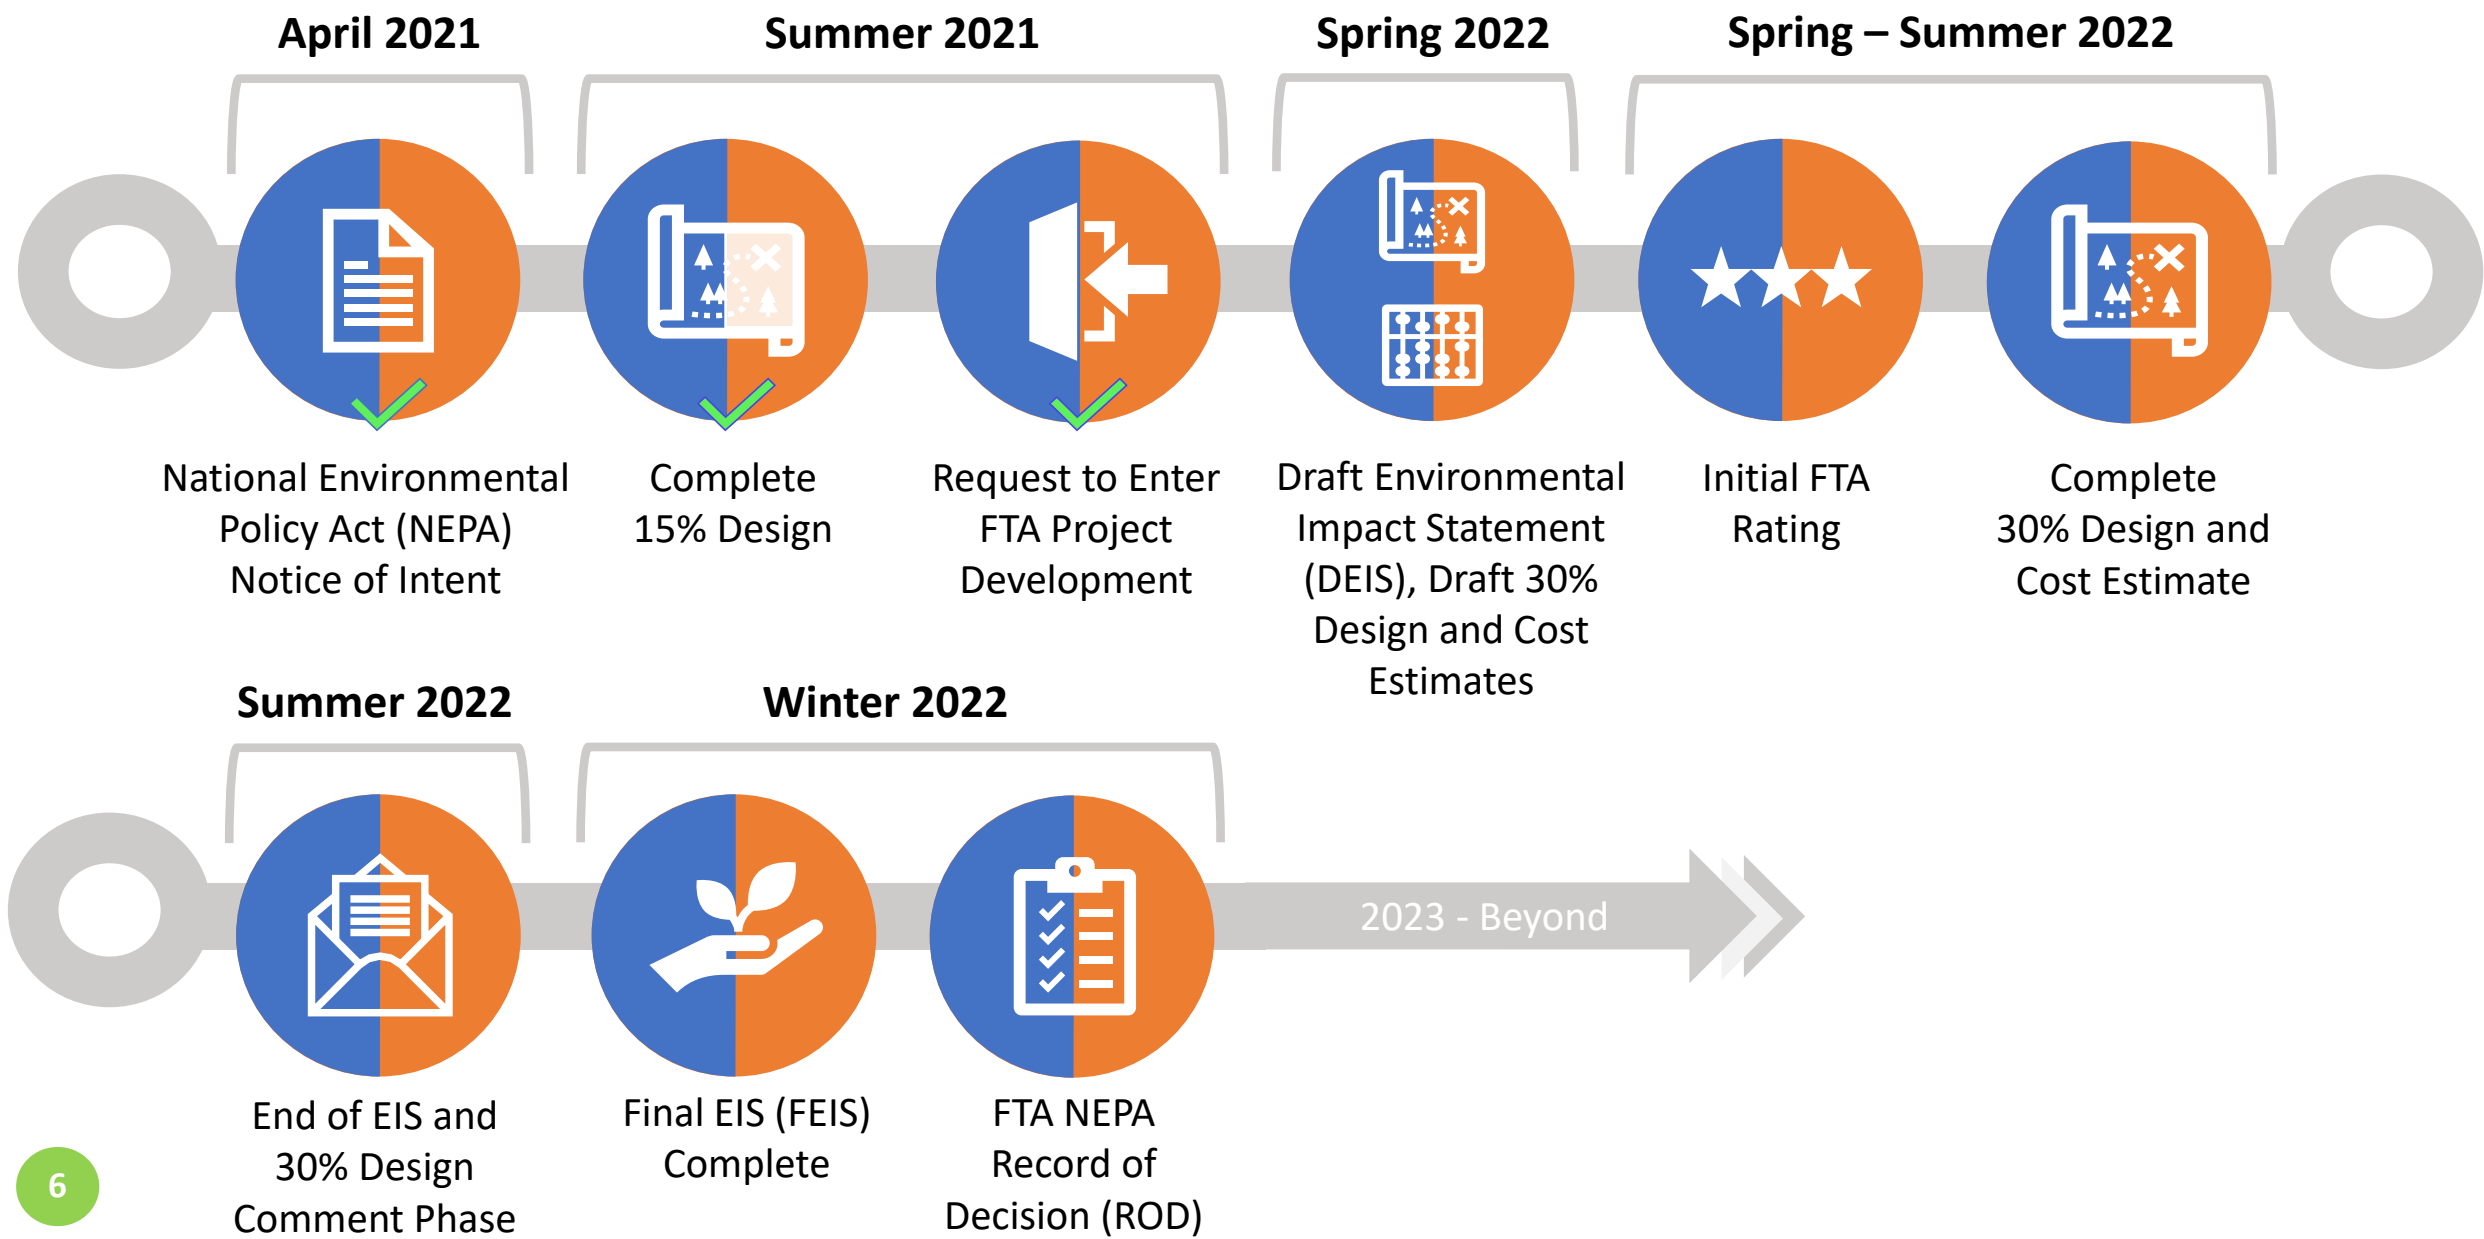 April 2021
Summer 2021
Spring 2022
Spring – Summer 2022
National Environmental
Policy Act (NEPA)
Notice of Intent
Complete
15% Design
Request to Enter
FTA Project
Development
Draft Environmental
Impact Statement
(DEIS), Draft 30%
Design and Cost
Estimates
Initial FTA
Rating
Complete
30% Design and
Cost Estimate
Summer 2022
Winter 2022
2023 - Beyond
End of EIS and
30% Design
Comment Phase
Final EIS (FEIS)
Complete
FTA NEPA
Record of
Decision (ROD)
6